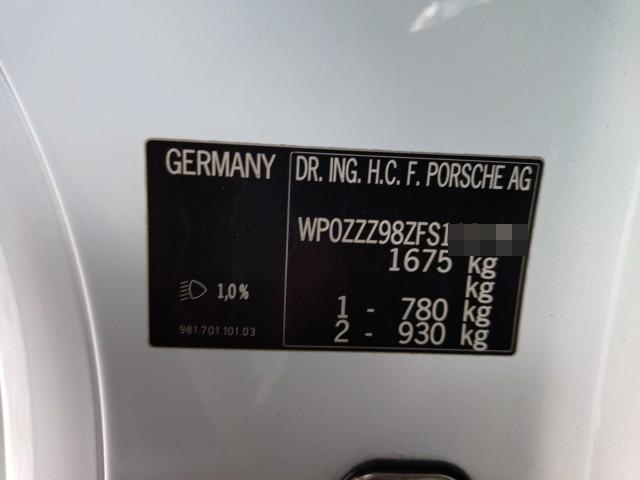 GERMANY
DR. ING. H.C. F. PORSCHE AG
WP0ZZZ98ZFS1
1675 kg
kg
1 - 780 kg
2 - 930 kg
1,0%
981.701.101.03